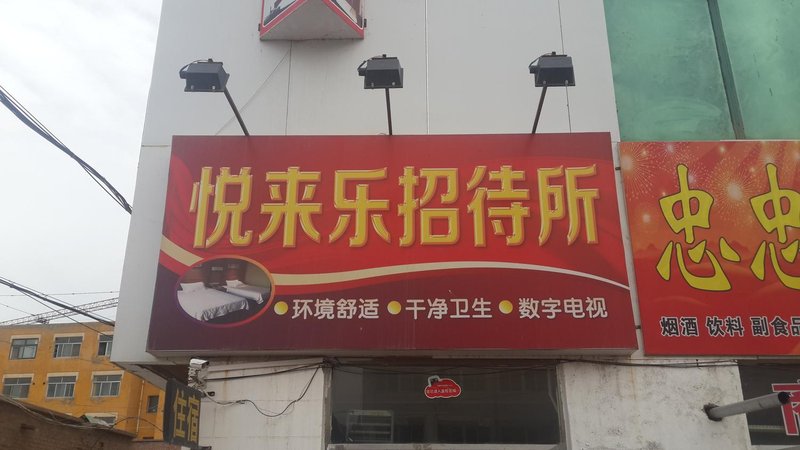 悦来乐招待所
环境舒适 干净卫生 数字电视
忠忠
烟酒 饮料 副食品
住宿